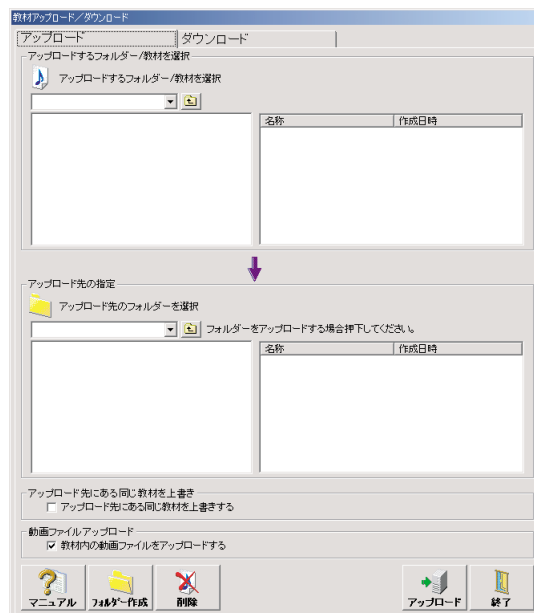 教材アップロード／ダウンロード
アップロード
ダウンロード
アップロードするフォルダー/教材を選択
アップロードするフォルダー/教材を選択
名称
作成日時
アップロード先の指定
アップロード先のフォルダーを選択
フォルダーをアップロードする場合押下してください。
名称
作成日時
アップロード先にある同じ教材を上書き
アップロード先にある同じ教材を上書きする
動画ファイルアップロード
教材内の動画ファイルをアップロードする
マニュアル
フォルダー作成
削除
アップロード
終了